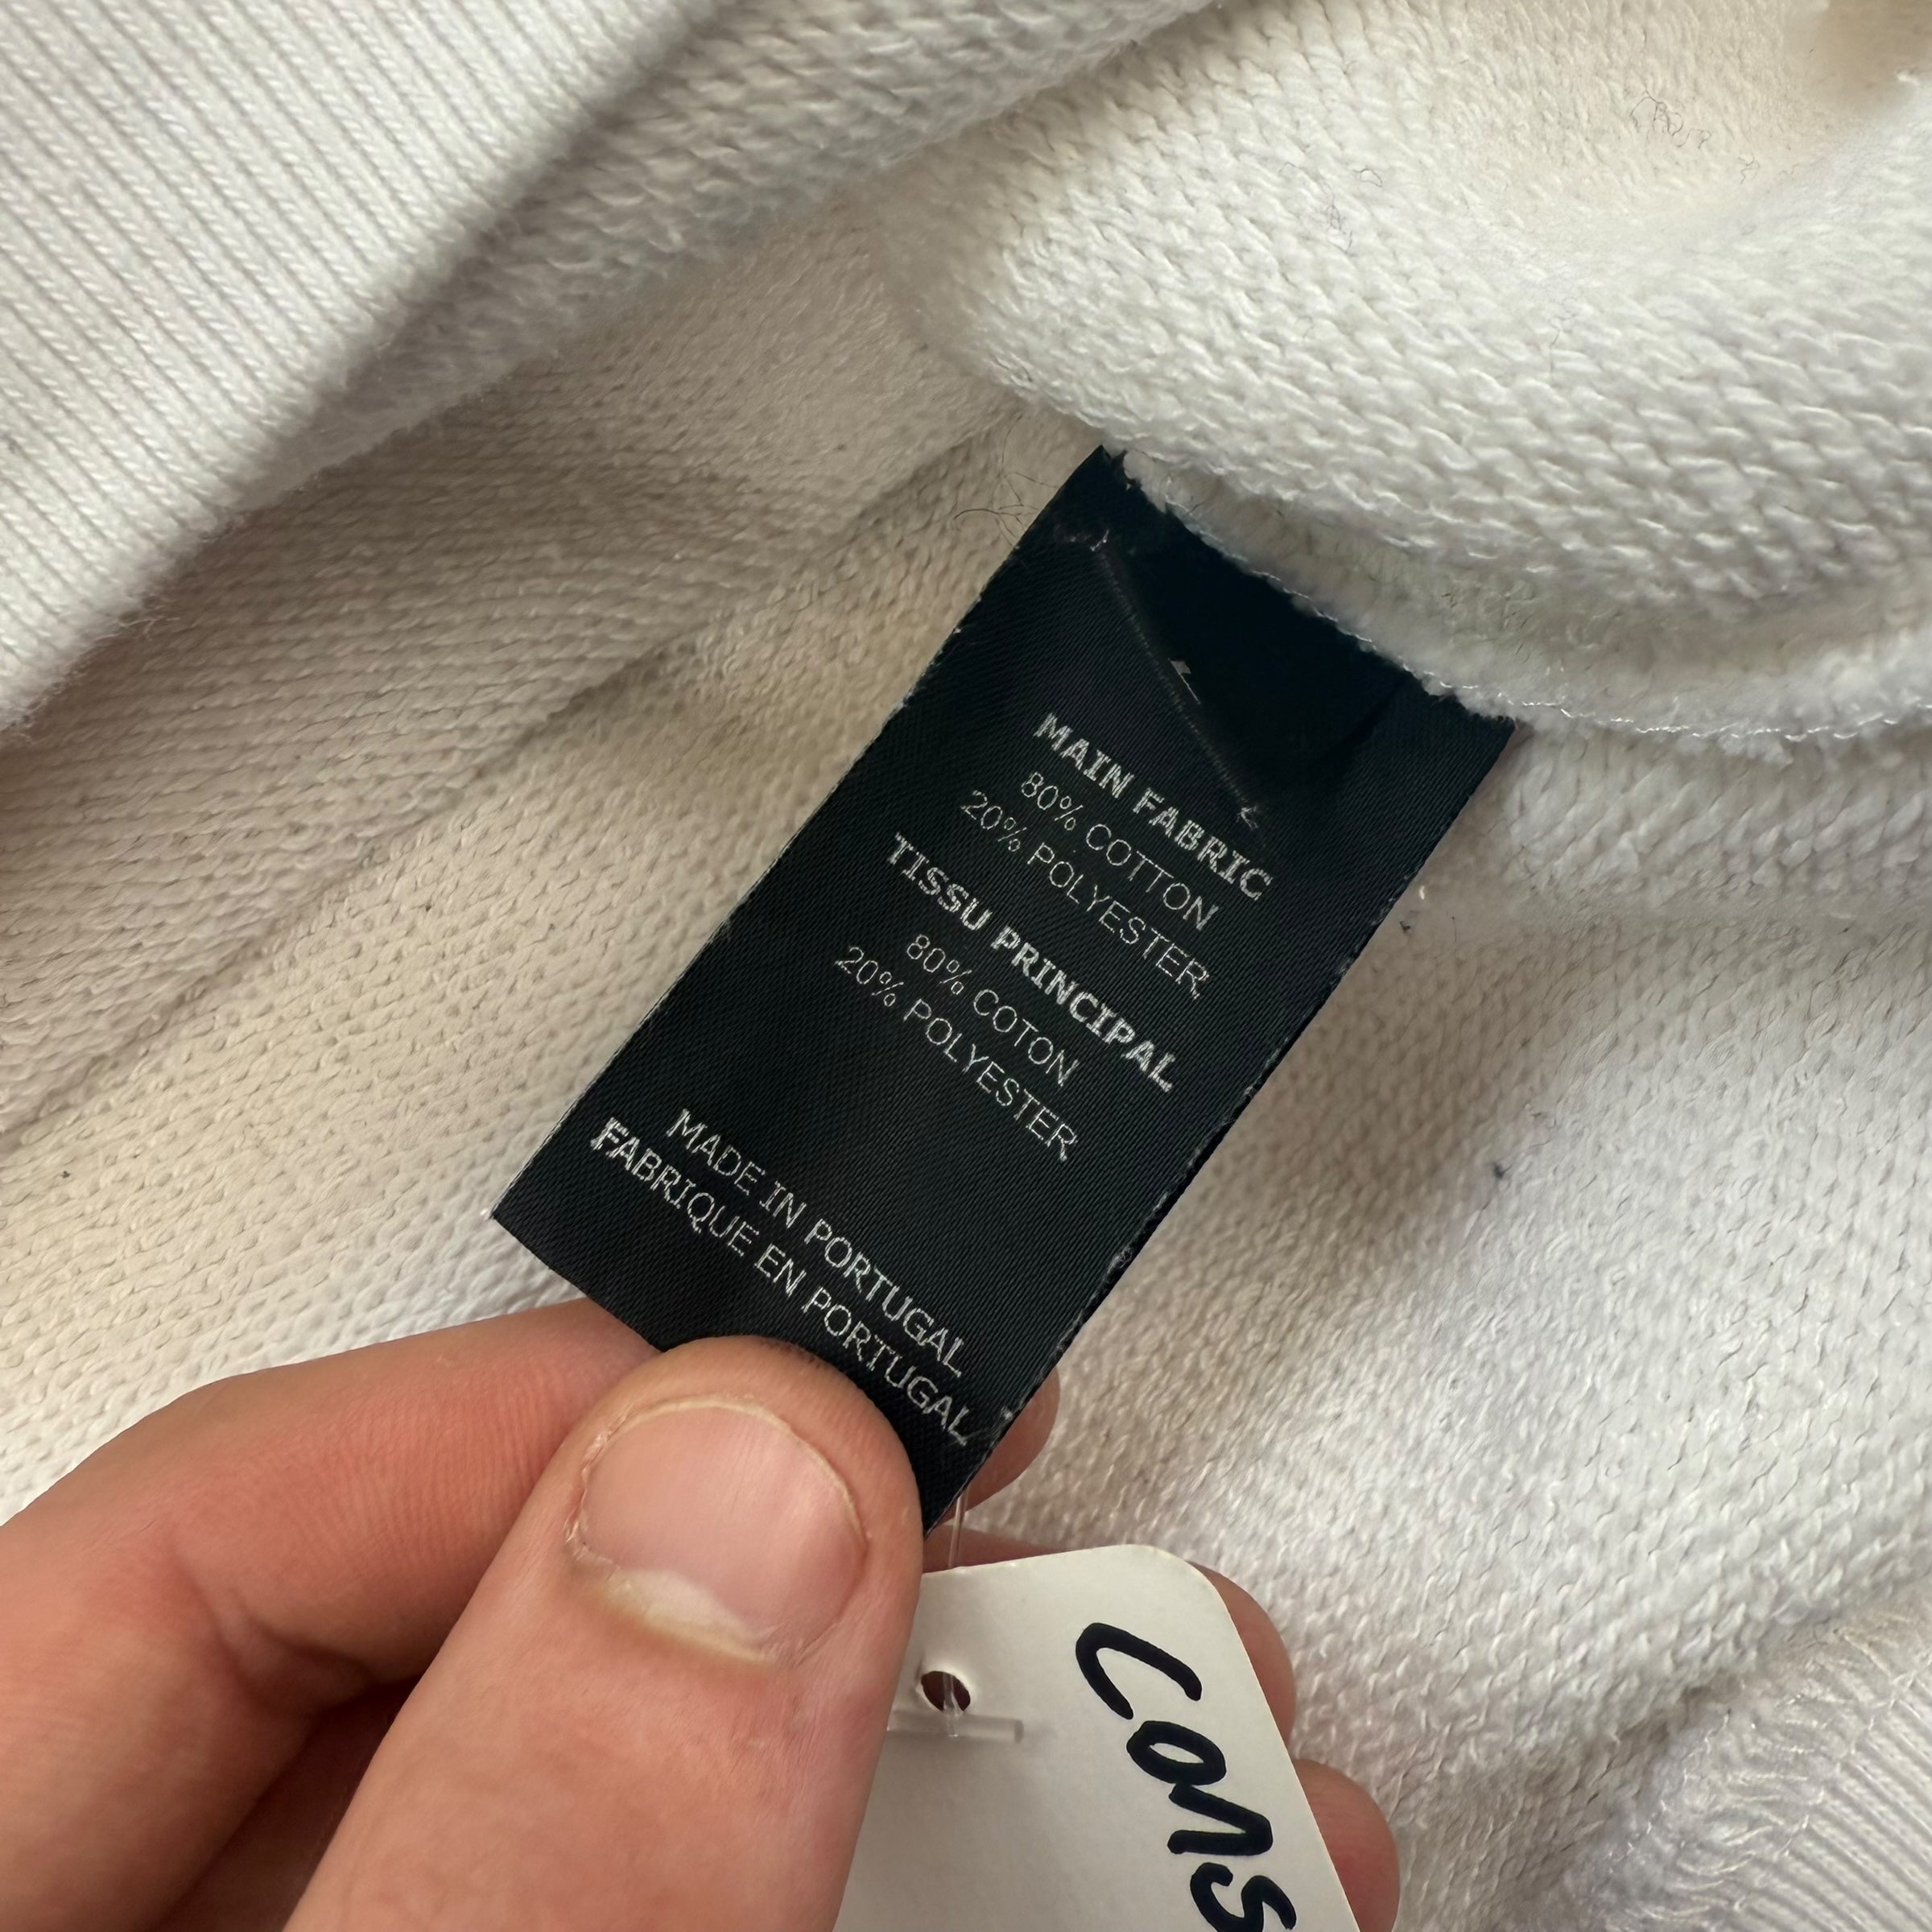 MAIN FABRIC
80% COTTON
20% POLYESTER
TISSU PRINCIPAL
80% COTON
20% POLYESTER
MADE IN PORTUGAL
FABRIQUE EN PORTUGAL
CONS